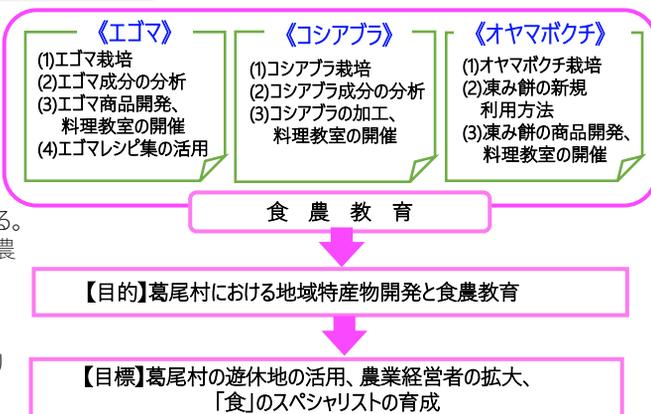 《エゴマ》
(1)エゴマ栽培
(2)エゴマ成分の分析
(3)エゴマ商品開発、
料理教室の開催
(4)エゴマレシピ集の活用
《コシアブラ》
(1)コシアブラ栽培
(2)コシアブラ成分の分析
(3)コシアブラの加工、
料理教室の開催
《オヤマボクチ》
(1)オヤマボクチ栽培
(2)凍み餅の新規
利用方法
(3)凍み餅の商品開発、
料理教室の開催
食 農 教 育
る。
農
【目的】葛尾村における地域特産物開発と食農教育
り
【目標】葛尾村の遊休地の活用、農業経営者の拡大、
「食」のスペシャリストの育成